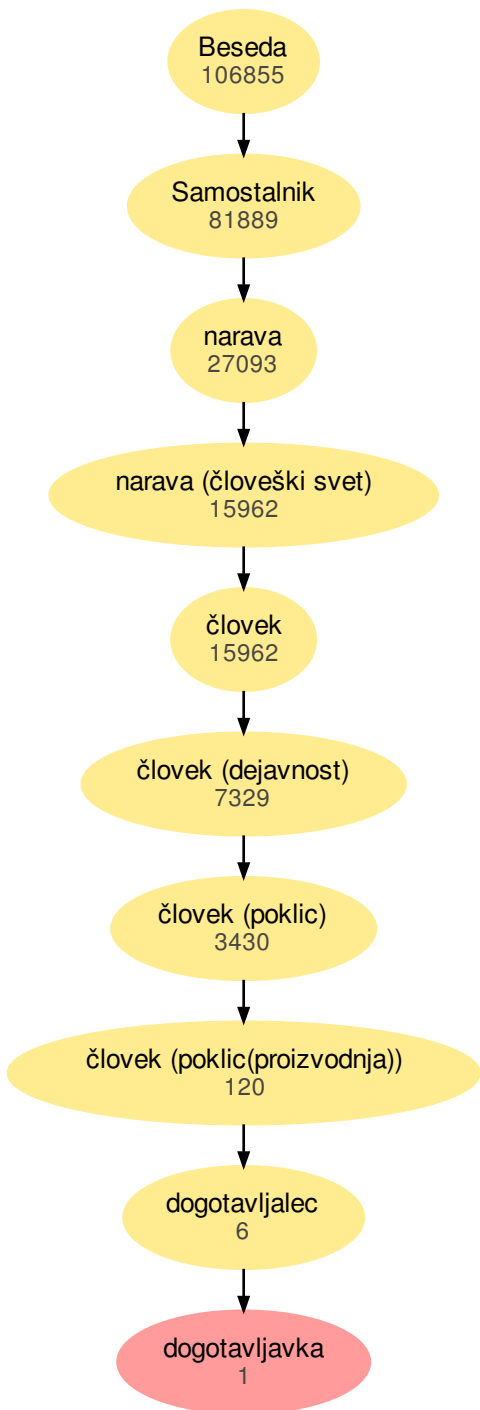 Beseda
106855
Samostalnik
81889
narava
27093
narava (človeški svet)
15962
človek
15962
človek (dejavnost)
7329
človek (poklic)
3430
človek (poklic(proizvodnja))
120
dogotavljalec
6
dogotavljavka
1